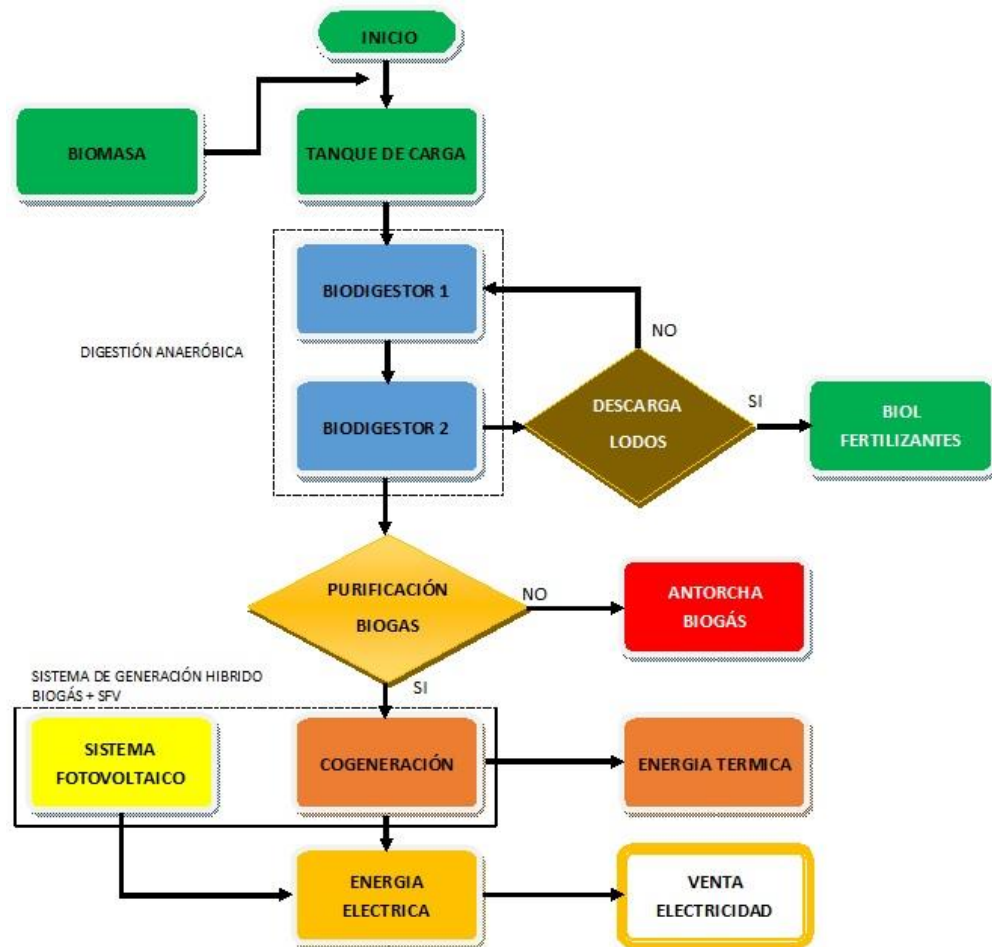 INICIO
BIOMASA
TANQUE DE CARGA
BIODIGESTOR 1
NO
DIGESTIÓN ANAERÓBICA
BIODIGESTOR 2
DESCARGA
LODOS
SI
BIOL
FERTILIZANTES
PURIFICACIÓN
BIOGAS
NO
ANTORCHA
BIOGÁS
SISTEMA DE GENERACIÓN HIBRIDO
BIOGÁS + SFV
SI
SISTEMA
FOTOVOLTAICO
COGENERACIÓN
ENERGIA TERMICA
ENERGIA
ELECTRICA
VENTA
ELECTRICIDAD